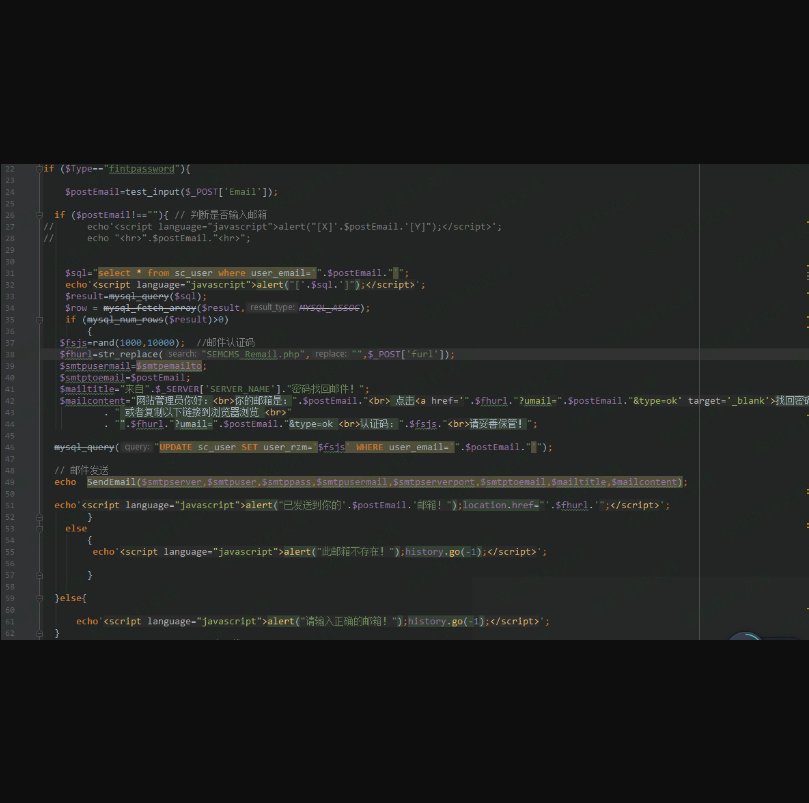 22 if ($Type=="fintpassword"){
23
24 $postEmail=test_input($_POST['Email']);
25
26 if ($postEmail!==""){ // 判断是否输入邮箱
27 // echo'<script language="javascript">alert("[X]'.$postEmail.'[Y]");</script>';
28 // echo "<hr>".$postEmail."<hr>";
29
30
31 $sql="select * from sc_user where user_email='".$postEmail."'";
32 echo'<script language="javascript">alert("['.$sql.']");</script>';
33 $result=mysql_query($sql);
34 $row = mysql_fetch_array($result, result_type: MYSQL_ASSOC);
35 if (mysql_num_rows($result)>0)
36 {
37 $fsjs=rand(1000,10000); //邮件认证码
38 $fhurl=str_replace( search: "SEMCMS_Remail.php", replace: "",$_POST['furl']);
39 $smtpusermail=$smtpemailto;
40 $smtptoemail=$postEmail;
41 $mailtitle="来自".$_SERVER['SERVER_NAME']."密码找回邮件！";
42 $mailcontent="网站管理员你好：<br>你的邮箱是：".$postEmail."<br> 点击<a href='".$fhurl."?umail=".$postEmail."&type=ok' target='_blank'>找回密
43 . " 或者复制以下链接到浏览器浏览 <br>"
44 . "".$fhurl."?umail=".$postEmail."&type=ok <br>认证码：".$fsjs."<br>请妥善保管！";
45
46 mysql_query( query: "UPDATE sc_user SET user_rzm='$fsjs' WHERE user_email='".$postEmail."'");
47
48 // 邮件发送
49 echo SendEmail($smtpserver,$smtpuser,$smtppass,$smtpusermail,$smtpserverport,$smtptoemail,$mailtitle,$mailcontent);
50
51 echo'<script language="javascript">alert("已发送到你的'.$postEmail.'邮箱！");location.href="'.$fhurl.'";</script>';
52 }
53 else
54 {
55 echo'<script language="javascript">alert("此邮箱不存在！");history.go(-1);</script>';
56
57 }
58
59 }else{
60
61 echo'<script language="javascript">alert("请输入正确的邮箱！");history.go(-1);</script>';
62 }